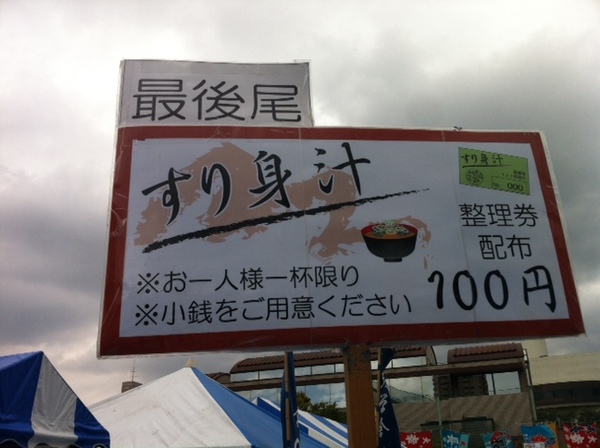 最後尾
すり身汁
すり身汁
000
整理券
配布
※お一人様一杯限り
※小銭をご用意ください
100円